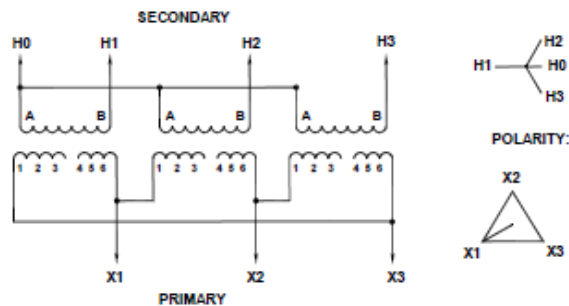 SECONDARY
H0 H1 H2 H3
A B A B A B
1 2 3 4 5 6 1 2 3 4 5 6 1 2 3 4 5 6
X1 X2 X3
PRIMARY
H2
H1 H0
H3
POLARITY:
X2
X1 X3